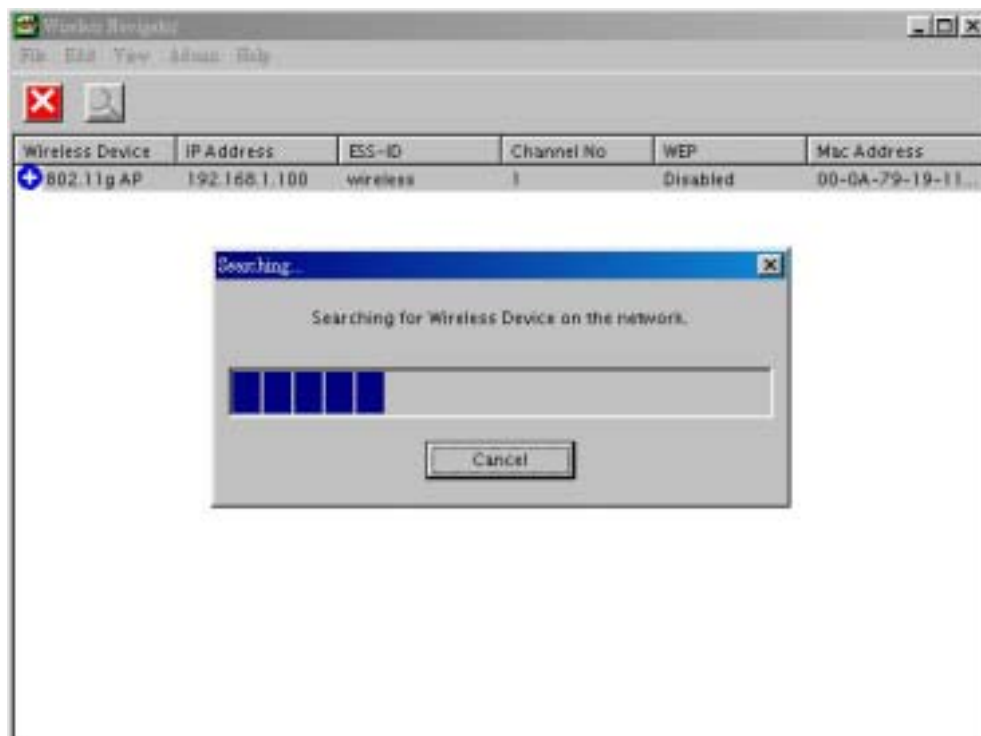 Wireless Navigator
File Edit View Admin Help
Wireless Device IP Address ESS-ID Channel No WEP Mac Address
802.11g AP 192.168.1.100 wireless 1 Disabled 00-0A-79-19-11...
Searching...
Searching for Wireless Device on the network.
Cancel